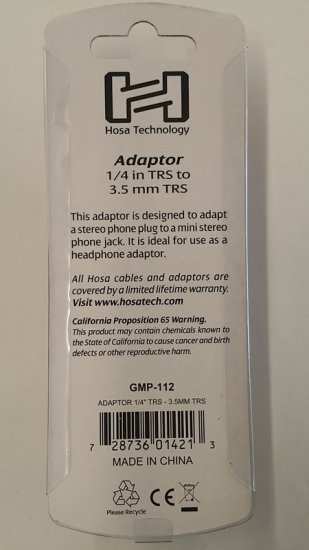 Hosa Technology
Adaptor
1/4 in TRS to
3.5 mm TRS
This adaptor is designed to adapt
a stereo phone plug to a mini stereo
phone jack. It is ideal for use as a
headphone adaptor.
All Hosa cables and adaptors are
covered by a limited lifetime warranty.
Visit www.hosatech.com
California Proposition 65 Warning.
This product may contain chemicals known to
the State of California to cause cancer and birth
defects or other reproductive harm.
GMP-112
ADAPTOR 1/4" TRS - 3.5MM TRS
7 28736 01421 3
MADE IN CHINA
Please Recycle
CE